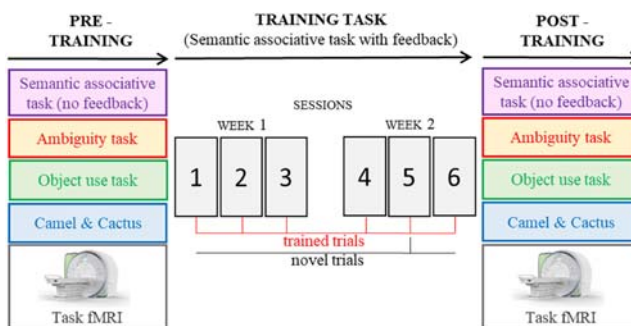 PRE -
TRAINING
Semantic associative
task (no feedback)
Ambiguity task
Object use task
Camel & Cactus
Task fMRI
TRAINING TASK
(Semantic associative task with feedback)
SESSIONS
WEEK 1
WEEK 2
1 2 3 4 5 6
trained trials
novel trials
POST -
TRAINING
Semantic associative
task (no feedback)
Ambiguity task
Object use task
Camel & Cactus
Task fMRI